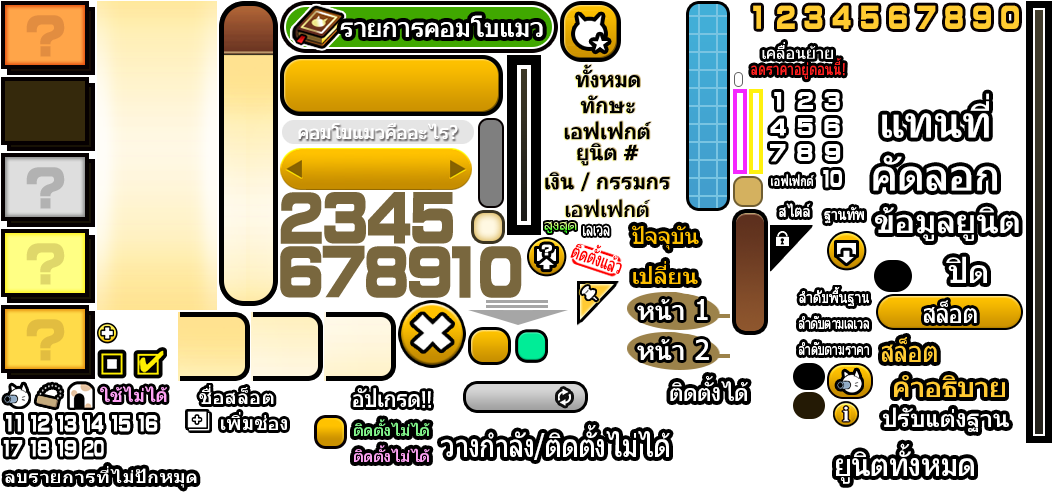 ?
?
?
?
?
รายการคอมโบแมว
คอมโบแมวคืออะไร?
2345
678910
ทั้งหมด
ทักษะ
เอฟเฟกต์
ยูนิต #
เงิน / กรรมกร
เอฟเฟกต์
สูงสุด
เลเวล
?
ติดตั้งแล้ว
ปัจจุบัน
เปลี่ยน
หน้า 1
หน้า 2
ติดตั้งได้
1234567890
เคลื่อนย้าย
ลดราคาอยู่ตอนนี้!
1 2 3
4 5 6
7 8 9
เอฟเฟกต์ 10
สไตล์
ฐานทัพ
แทนที่
คัดลอก
ข้อมูลยูนิต
ปิด
สล็อต
สล็อต
คำอธิบาย
ปรับแต่งฐาน
ยูนิตทั้งหมด
ลำดับพื้นฐาน
ลำดับตามเลเวล
ลำดับตามราคา
i
ใช้ไม่ได้
11 12 13 14 15 16
17 18 19 20
ลบรายการที่ไม่ปักหมุด
ชื่อสล็อต
เพิ่มช่อง
อัปเกรด!!
ติดตั้งไม่ได้
ติดตั้งไม่ได้
วางกำลัง/ติดตั้งไม่ได้